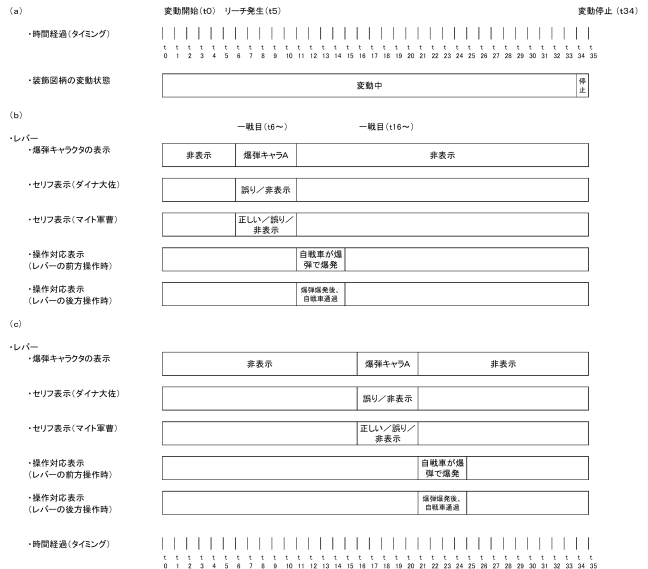 (a)
変動開始(t0) リーチ発生(t5) 変動停止(t34)
・時間経過(タイミング)
t t t t t t t t t t t t t t t t t t t t t t t t t t t t t t t t t t t t
0 1 2 3 4 5 6 7 8 9 10 11 12 13 14 15 16 17 18 19 20 21 22 23 24 25 26 27 28 29 30 31 32 33 34 35
・装飾図柄の変動状態
変動中
停
止
(b)
一戦目(t6~) 一戦目(t16~)
・レバー
・爆弾キャラクタの表示
非表示 爆弾キャラA 非表示
・セリフ表示(ダイナ大佐)
誤り/非表示
・セリフ表示(マイト軍曹)
正しい/誤り/
非表示
・操作対応表示
(レバーの前方操作時)
自戦車が爆
弾で爆発
・操作対応表示
(レバーの後方操作時)
爆弾爆発後、
自戦車通過
(c)
・レバー
・爆弾キャラクタの表示
非表示 爆弾キャラA 非表示
・セリフ表示(ダイナ大佐)
誤り/非表示
・セリフ表示(マイト軍曹)
正しい/誤り/
非表示
・操作対応表示
(レバーの前方操作時)
自戦車が爆
弾で爆発
・操作対応表示
(レバーの後方操作時)
爆弾爆発後、
自戦車通過
・時間経過(タイミング)
t t t t t t t t t t t t t t t t t t t t t t t t t t t t t t t t t t t t
0 1 2 3 4 5 6 7 8 9 10 11 12 13 14 15 16 17 18 19 20 21 22 23 24 25 26 27 28 29 30 31 32 33 34 35